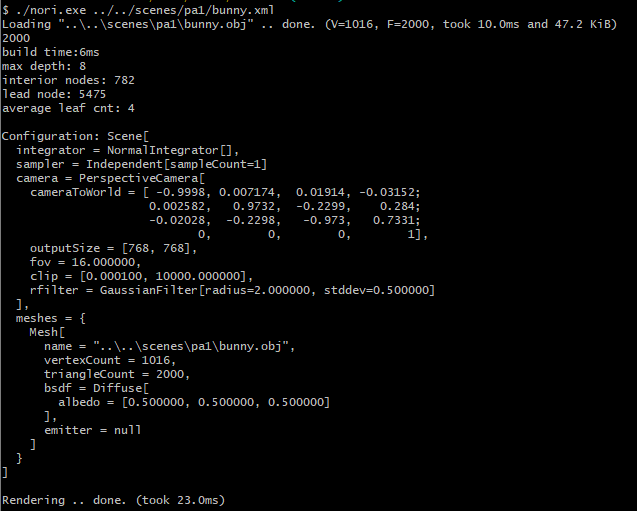 $ ./nori.exe ../../scenes/pa1/bunny.xml
Loading "..\..\scenes\pa1\bunny.obj" .. done. (V=1016, F=2000, took 10.0ms and 47.2 KiB)
2000
build time:6ms
max depth: 8
interior nodes: 782
lead node: 5475
average leaf cnt: 4

Configuration: Scene[
  integrator = NormalIntegrator[],
  sampler = Independent[sampleCount=1]
  camera = PerspectiveCamera[
    cameraToWorld = [ -0.9998, 0.007174,  0.01914, -0.03152;
                     0.002582,   0.9732,  -0.2299,    0.284;
                     -0.02028,  -0.2298,   -0.973,   0.7331;
                            0,        0,        0,        1],
    outputSize = [768, 768],
    fov = 16.000000,
    clip = [0.000100, 10000.000000],
    rfilter = GaussianFilter[radius=2.000000, stddev=0.500000]
  ],
  meshes = {
    Mesh[
      name = "..\..\scenes\pa1\bunny.obj",
      vertexCount = 1016,
      triangleCount = 2000,
      bsdf = Diffuse[
        albedo = [0.500000, 0.500000, 0.500000]
      ],
      emitter = null
    ]
  }
]

Rendering .. done. (took 23.0ms)